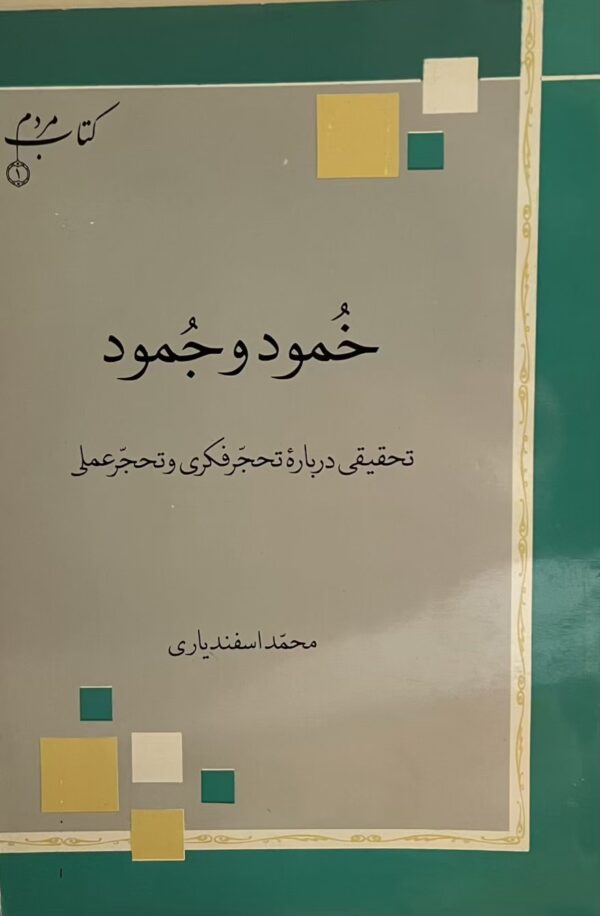 کتاب مردم
۱
خُمود و جُمود
تحقیقی دربارهٔ تحجّر فکری و تحجّر عملی
محمّد اسفندیاری